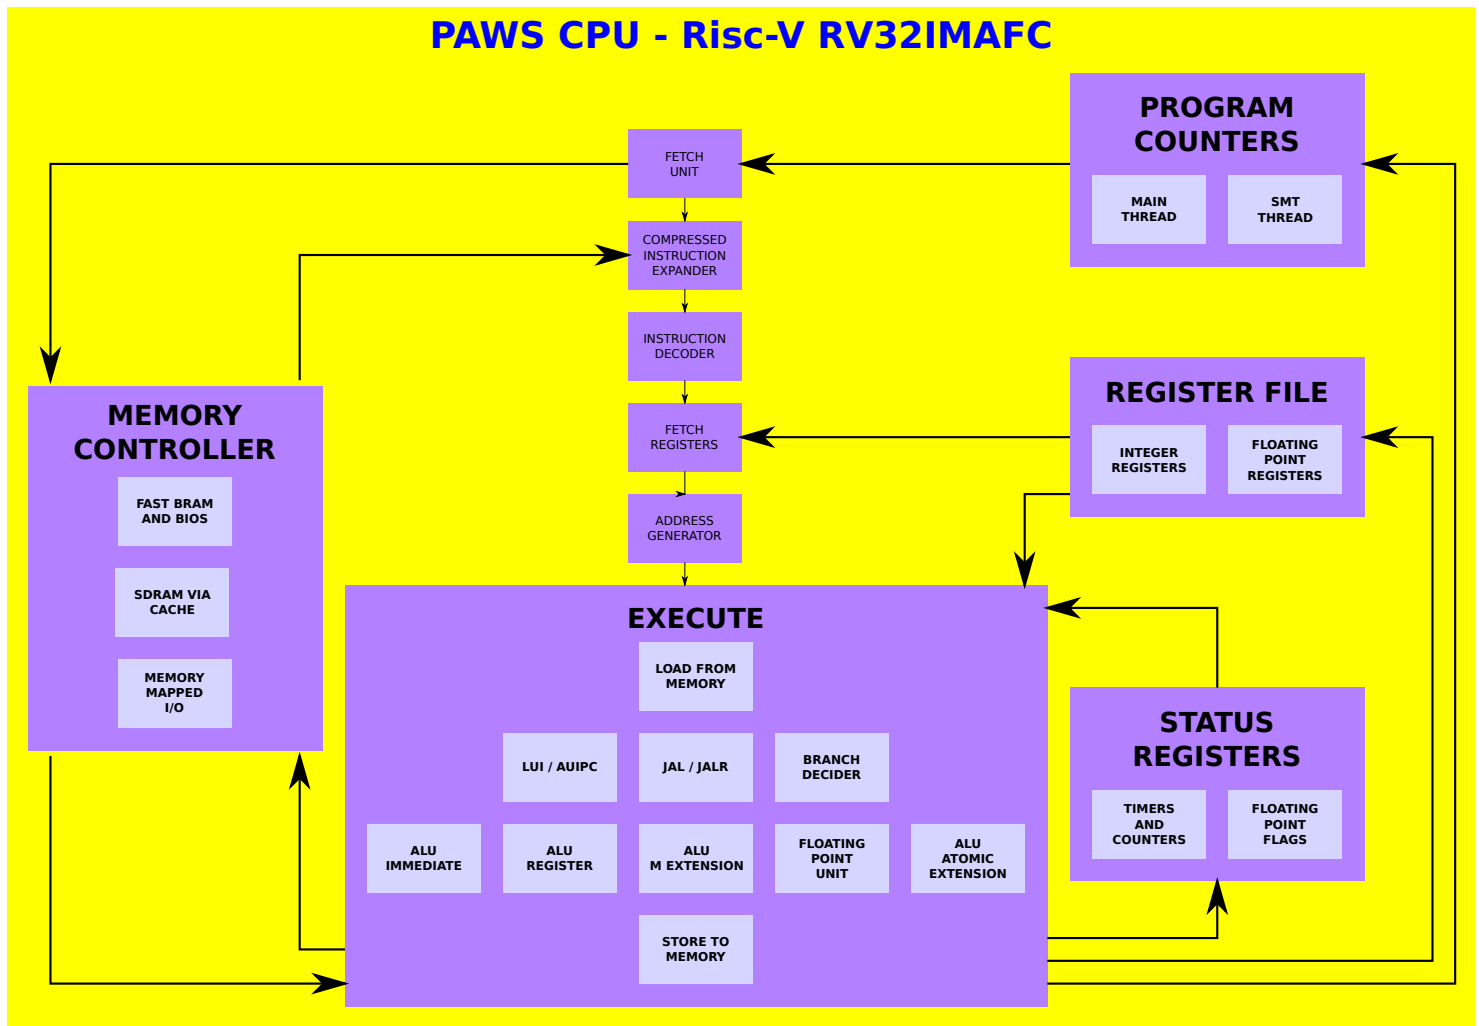 PAWS CPU - Risc-V RV32IMAFC
PROGRAM
COUNTERS
MAIN
THREAD
SMT
THREAD
FETCH
UNIT
COMPRESSED
INSTRUCTION
EXPANDER
INSTRUCTION
DECODER
FETCH
REGISTERS
ADDRESS
GENERATOR
REGISTER FILE
INTEGER
REGISTERS
FLOATING
POINT
REGISTERS
MEMORY
CONTROLLER
FAST BRAM
AND BIOS
SDRAM VIA
CACHE
MEMORY
MAPPED
I/O
EXECUTE
LOAD FROM
MEMORY
LUI / AUIPC
JAL / JALR
BRANCH
DECIDER
ALU
IMMEDIATE
ALU
REGISTER
ALU
M EXTENSION
FLOATING
POINT
UNIT
ALU
ATOMIC
EXTENSION
STORE TO
MEMORY
STATUS
REGISTERS
TIMERS
AND
COUNTERS
FLOATING
POINT
FLAGS